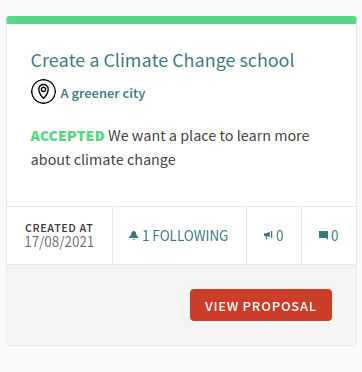 Create a Climate Change school
A greener city
ACCEPTED We want a place to learn more
about climate change
CREATED AT
17/08/2021
1 FOLLOWING
0
0
VIEW PROPOSAL